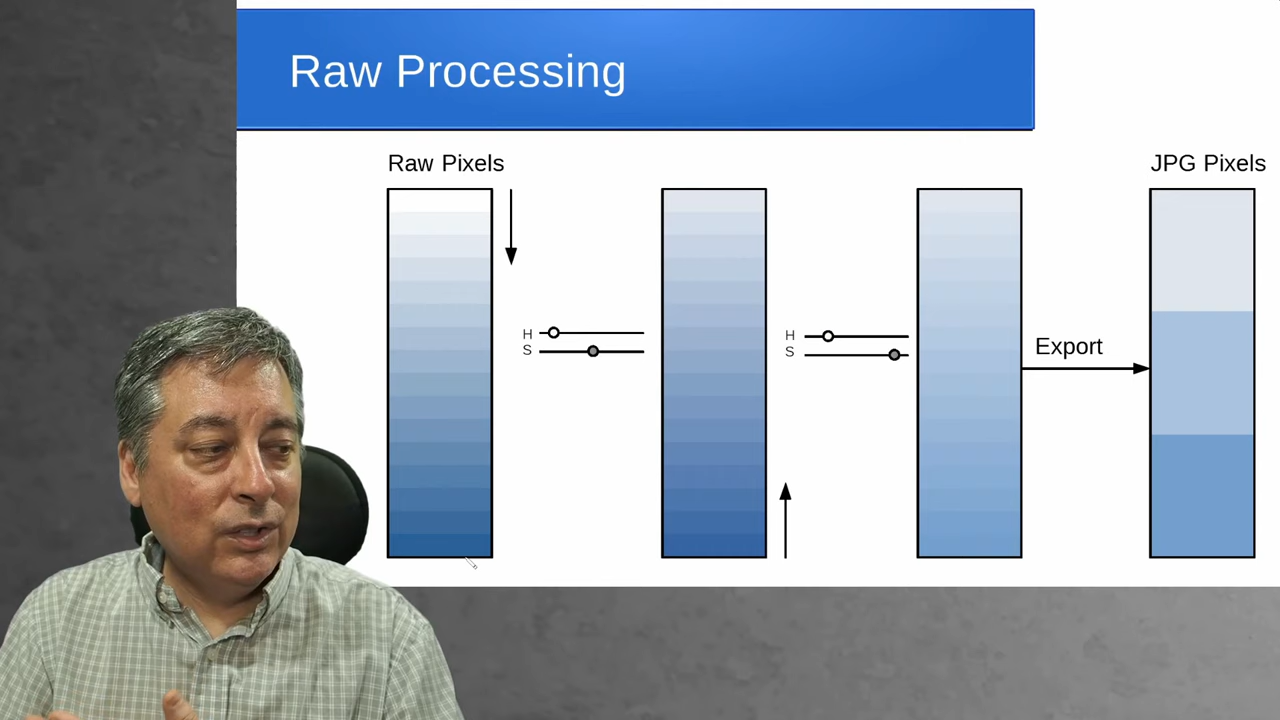 Raw Processing
Raw Pixels
JPG Pixels
H
S
H
S
Export